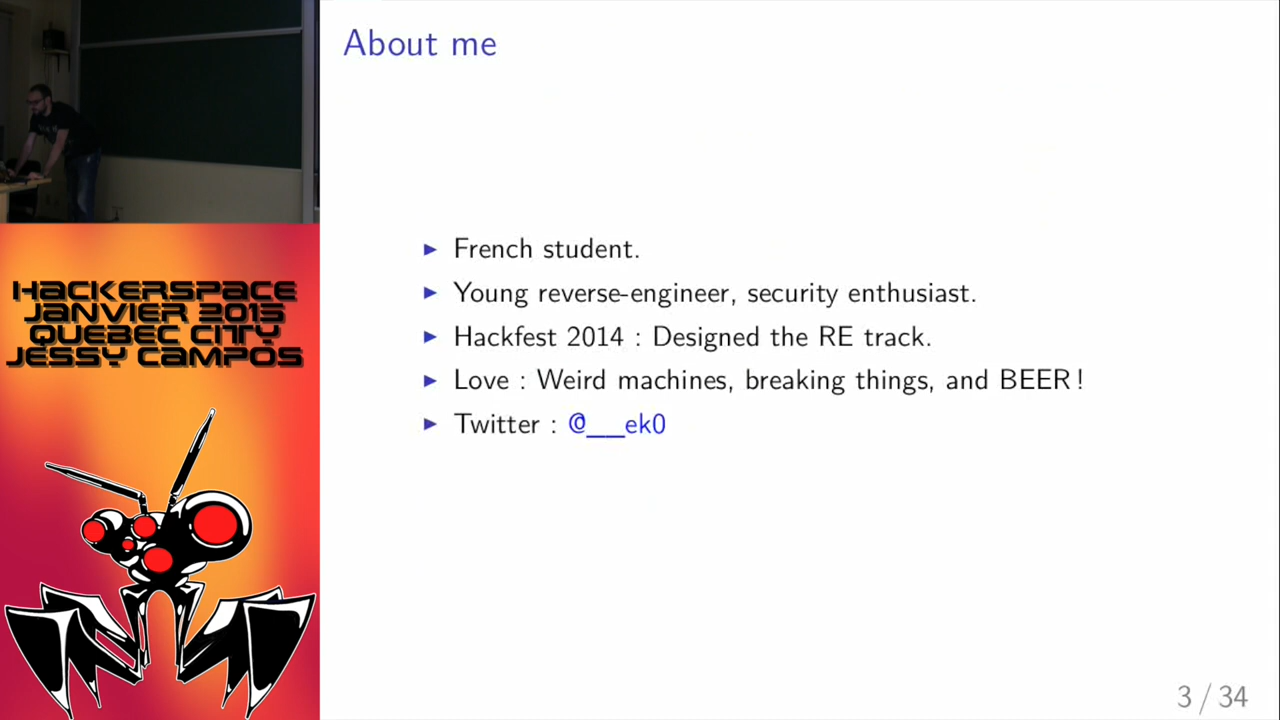 About me
▶ French student.
▶ Young reverse-engineer, security enthusiast.
▶ Hackfest 2014 : Designed the RE track.
▶ Love : Weird machines, breaking things, and BEER !
▶ Twitter : @__ek0
HACKERSPACE
JANVIER 2015
QUEBEC CITY
JESSY CAMPOS
3 / 34